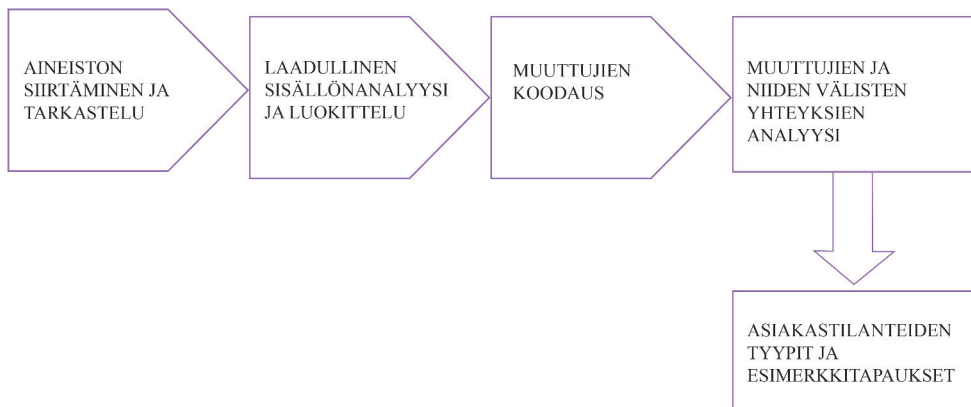 AINEISTON
SIIRTÄMINEN JA
TARKASTELU
LAADULLINEN
SISÄLLÖNANALYYSI
JA LUOKITTELU
MUUTTUJIEN
KOODAUS
MUUTTUJIEN JA
NIIDEN VÄLISTEN
YHTEYKSIEN
ANALYYSI
ASIAKASTILANTEIDEN
TYYPIT JA
ESIMERKKITAPAUKSET